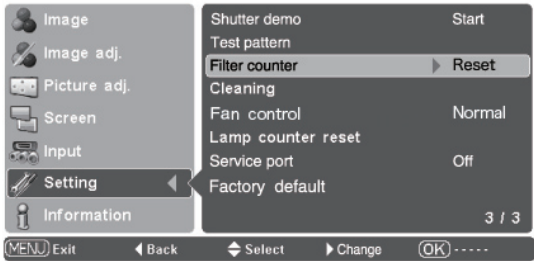 Image
Image adj.
Picture adj.
Screen
Input
Setting
Information
Shutter demo Start
Test pattern
Filter counter Reset
Cleaning
Fan control Normal
Lamp counter reset
Service port Off
Factory default
3 / 3
MENU Exit Back Select Change OK -----